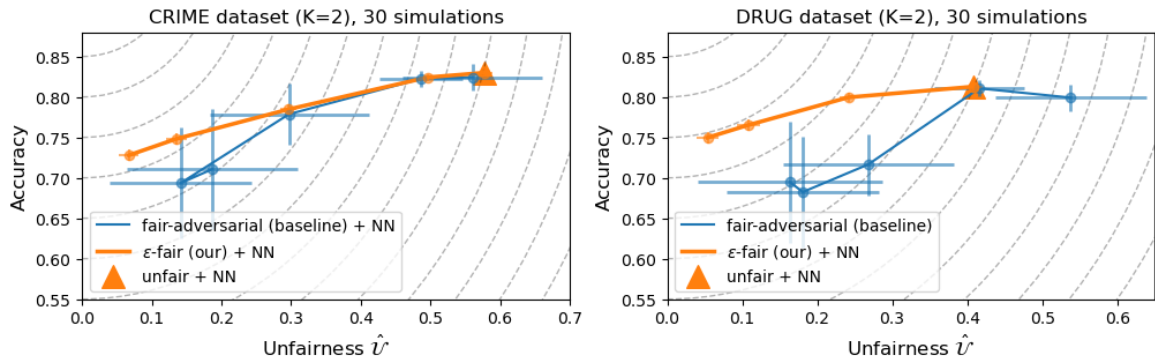 CRIME dataset (K=2), 30 simulations
Accuracy
0.85
0.80
0.75
0.70
0.65
0.60
0.55
fair-adversarial (baseline) + NN
ε-fair (our) + NN
unfair + NN
0.0 0.1 0.2 0.3 0.4 0.5 0.6 0.7
Unfairness 𝒰̂
DRUG dataset (K=2), 30 simulations
Accuracy
0.85
0.80
0.75
0.70
0.65
0.60
0.55
fair-adversarial (baseline)
ε-fair (our) + NN
unfair + NN
0.0 0.1 0.2 0.3 0.4 0.5 0.6
Unfairness 𝒰̂